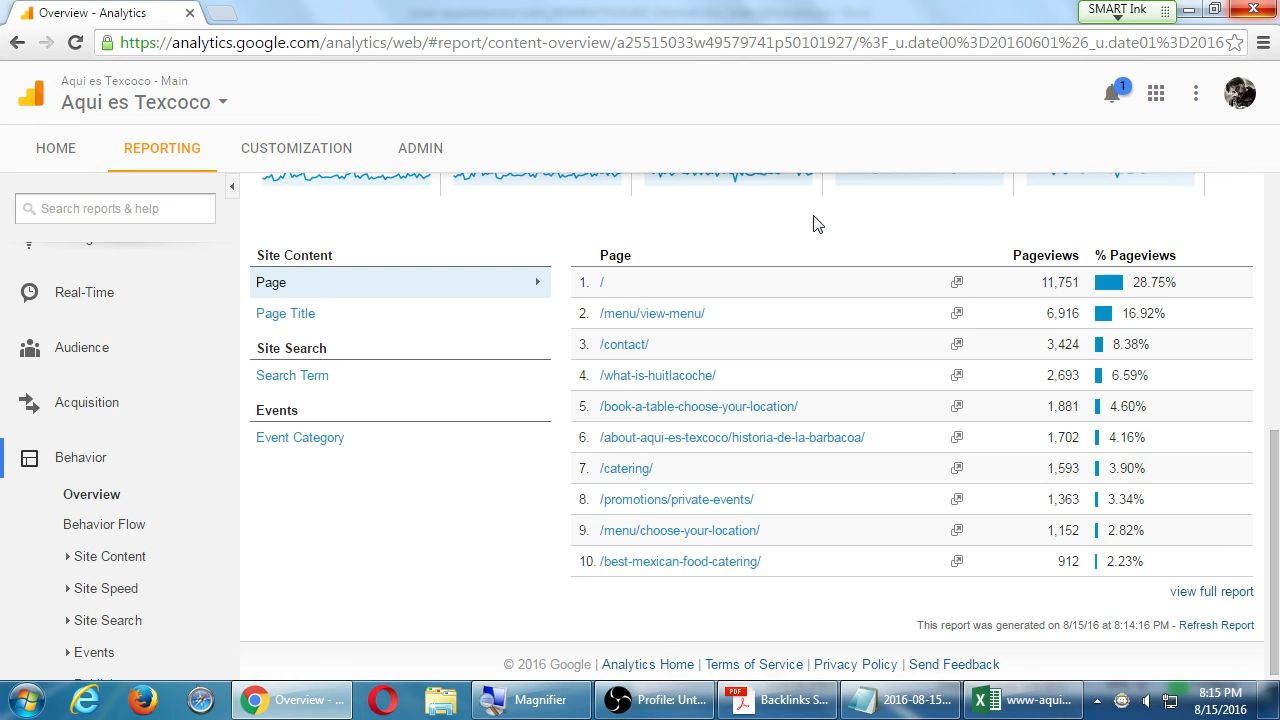 Overview - Analytics
SMART Ink
https://analytics.google.com/analytics/web/#report/content-overview/a25515033w49579741p50101927/%3F_u.date00%3D20160601%26_u.date01%3D2016
Aqui es Texcoco - Main
Aqui es Texcoco
1
HOME REPORTING CUSTOMIZATION ADMIN
Search reports & help
Real-Time
Audience
Acquisition
Behavior
Overview
Behavior Flow
Site Content
Site Speed
Site Search
Events
Site Content
Page
Page Title
Site Search
Search Term
Events
Event Category
Page Pageviews % Pageviews
1. / 11,751 28.75%
2. /menu/view-menu/ 6,916 16.92%
3. /contact/ 3,424 8.38%
4. /what-is-huitlacoche/ 2,693 6.59%
5. /book-a-table-choose-your-location/ 1,881 4.60%
6. /about-aqui-es-texcoco/historia-de-la-barbacoa/ 1,702 4.16%
7. /catering/ 1,593 3.90%
8. /promotions/private-events/ 1,363 3.34%
9. /menu/choose-your-location/ 1,152 2.82%
10. /best-mexican-food-catering/ 912 2.23%
view full report
This report was generated on 8/15/16 at 8:14:16 PM - Refresh Report
© 2016 Google | Analytics Home | Terms of Service | Privacy Policy | Send Feedback
Overview - ... Magnifier Profile: Unt... PDF Backlinks S... 2016-08-15... www-aqui... 8:15 PM
8/15/2016